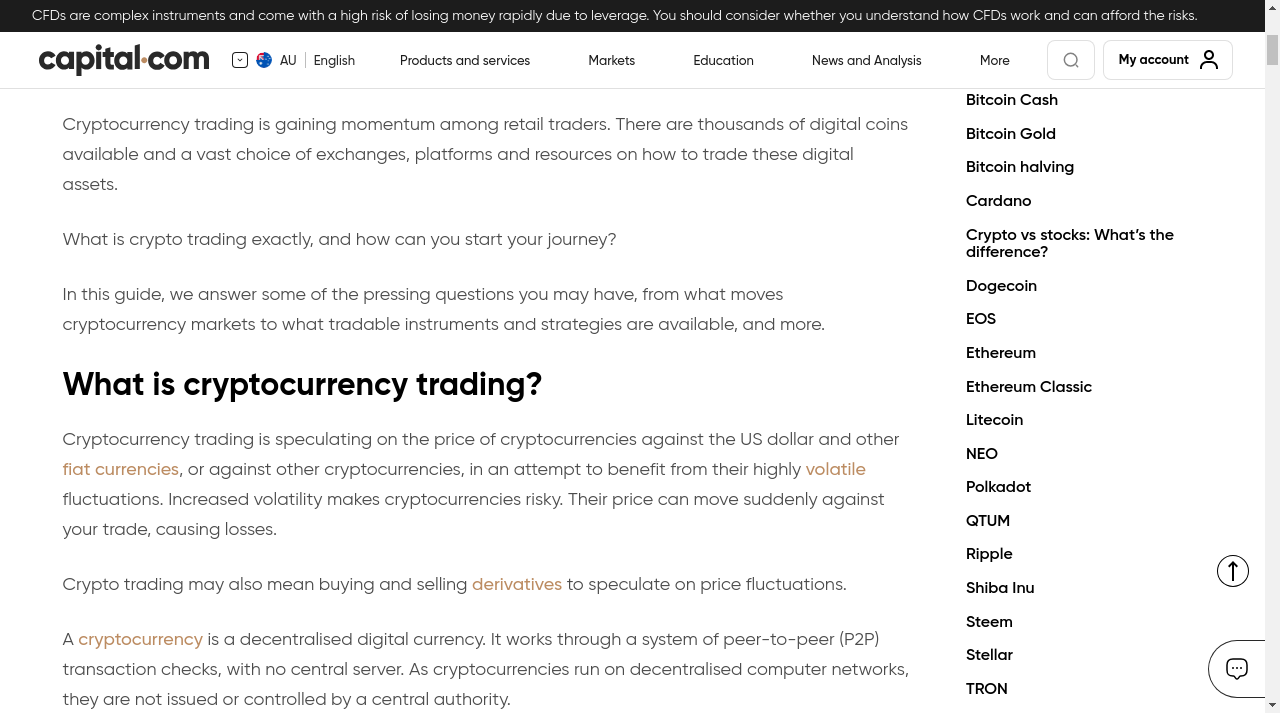 CFDs are complex instruments and come with a high risk of losing money rapidly due to leverage. You should consider whether you understand how CFDs work and can afford the risks.
capital.com
AU
English
Products and services
Markets
Education
News and Analysis
More
My account
Cryptocurrency trading is gaining momentum among retail traders. There are thousands of digital coins
available and a vast choice of exchanges, platforms and resources on how to trade these digital
assets.
What is crypto trading exactly, and how can you start your journey?
In this guide, we answer some of the pressing questions you may have, from what moves
cryptocurrency markets to what tradable instruments and strategies are available, and more.
What is cryptocurrency trading?
Cryptocurrency trading is speculating on the price of cryptocurrencies against the US dollar and other
fiat currencies, or against other cryptocurrencies, in an attempt to benefit from their highly volatile
fluctuations. Increased volatility makes cryptocurrencies risky. Their price can move suddenly against
your trade, causing losses.
Crypto trading may also mean buying and selling derivatives to speculate on price fluctuations.
A cryptocurrency is a decentralised digital currency. It works through a system of peer-to-peer (P2P)
transaction checks, with no central server. As cryptocurrencies run on decentralised computer networks,
they are not issued or controlled by a central authority.
Bitcoin Cash
Bitcoin Gold
Bitcoin halving
Cardano
Crypto vs stocks: What's the
difference?
Dogecoin
EOS
Ethereum
Ethereum Classic
Litecoin
NEO
Polkadot
QTUM
Ripple
Shiba Inu
Steem
Stellar
TRON